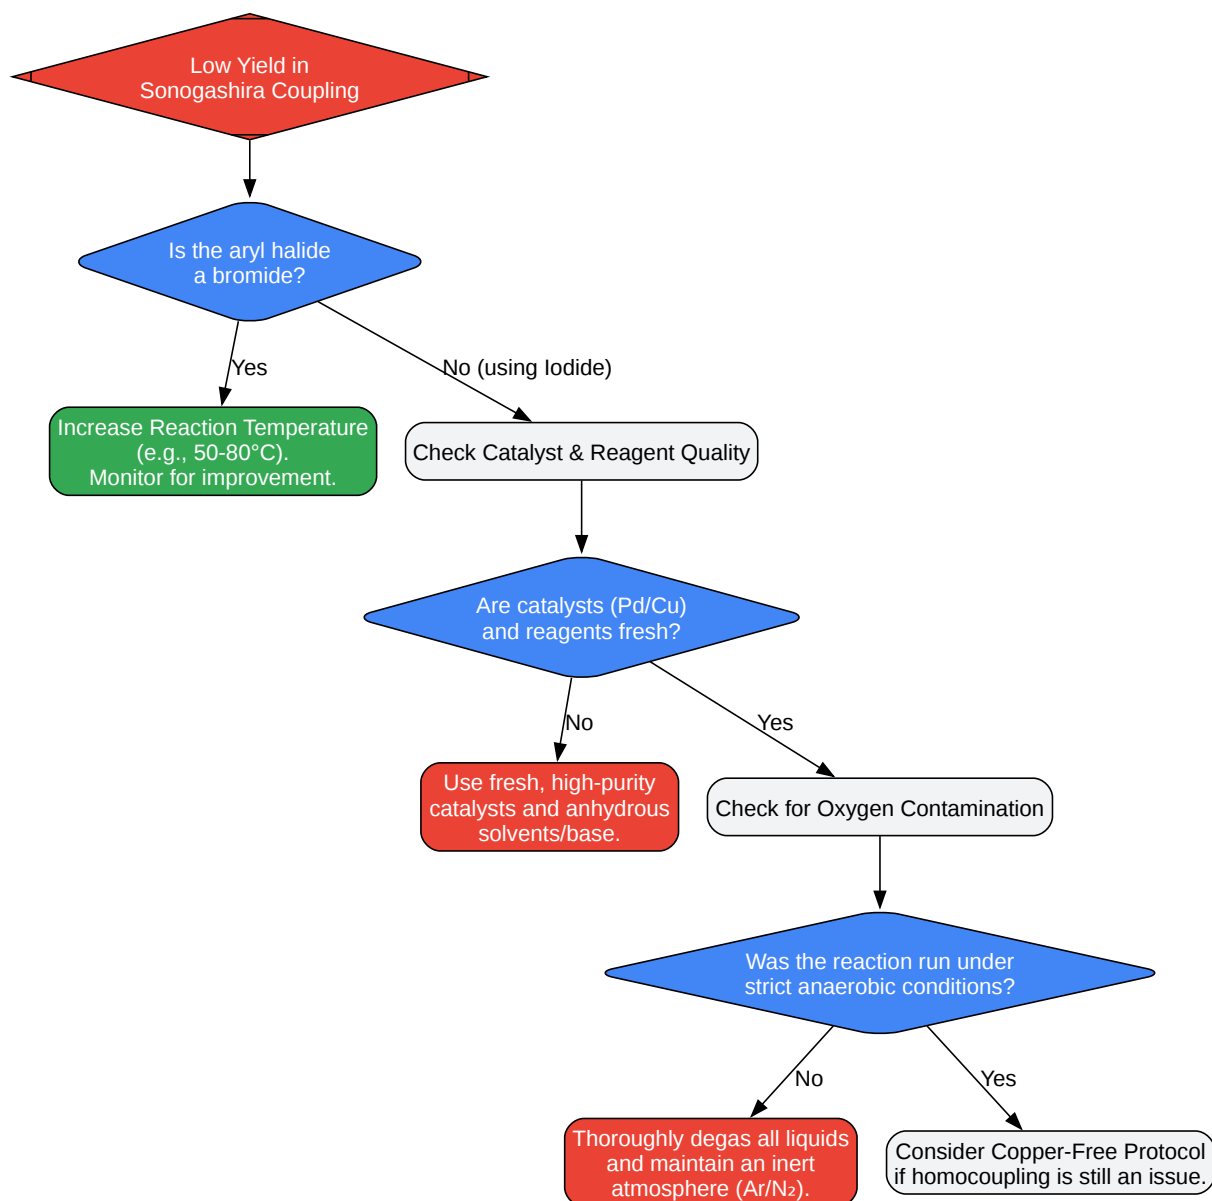 Low Yield in
Sonogashira Coupling
Is the aryl halide
a bromide?
Yes
No (using Iodide)
Increase Reaction Temperature
(e.g., 50-80°C).
Monitor for improvement.
Check Catalyst & Reagent Quality
Are catalysts (Pd/Cu)
and reagents fresh?
No
Yes
Use fresh, high-purity
catalysts and anhydrous
solvents/base.
Check for Oxygen Contamination
Was the reaction run under
strict anaerobic conditions?
No
Yes
Thoroughly degas all liquids
and maintain an inert
atmosphere (Ar/N₂).
Consider Copper-Free Protocol
if homocoupling is still an issue.